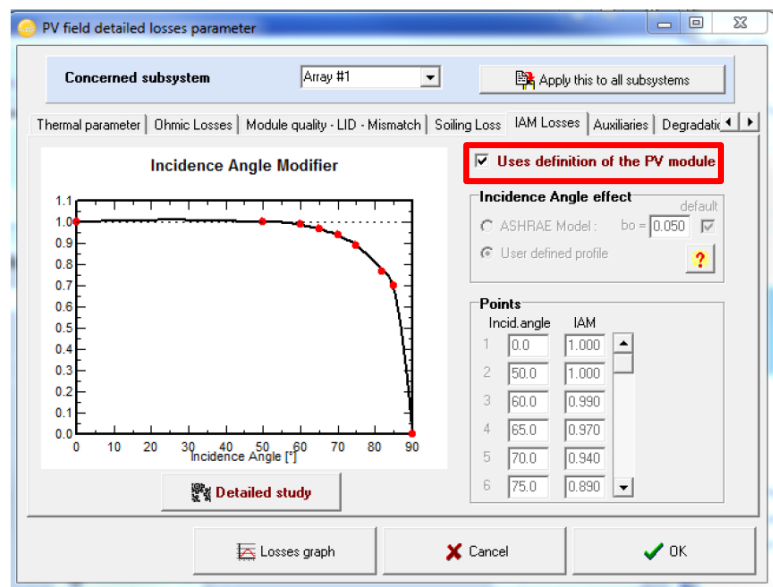 PV field detailed losses parameter
Concerned subsystem
Array #1
Apply this to all subsystems
Thermal parameter
Ohmic Losses
Module quality - LID - Mismatch
Soiling Loss
IAM Losses
Auxiliaries
Degradatic
Incidence Angle Modifier
1.1
1.0
0.9
0.8
0.7
0.6
0.5
0.4
0.3
0.2
0.1
0.0
0 10 20 30 40 50 60 70 80 90
Incidence Angle [°]
Detailed study
Uses definition of the PV module
Incidence Angle effect
default
ASHRAE Model : bo = 0.050
User defined profile
?
Points
Incid.angle IAM
1 0.0 1.000
2 50.0 1.000
3 60.0 0.990
4 65.0 0.970
5 70.0 0.940
6 75.0 0.890
Losses graph
Cancel
OK